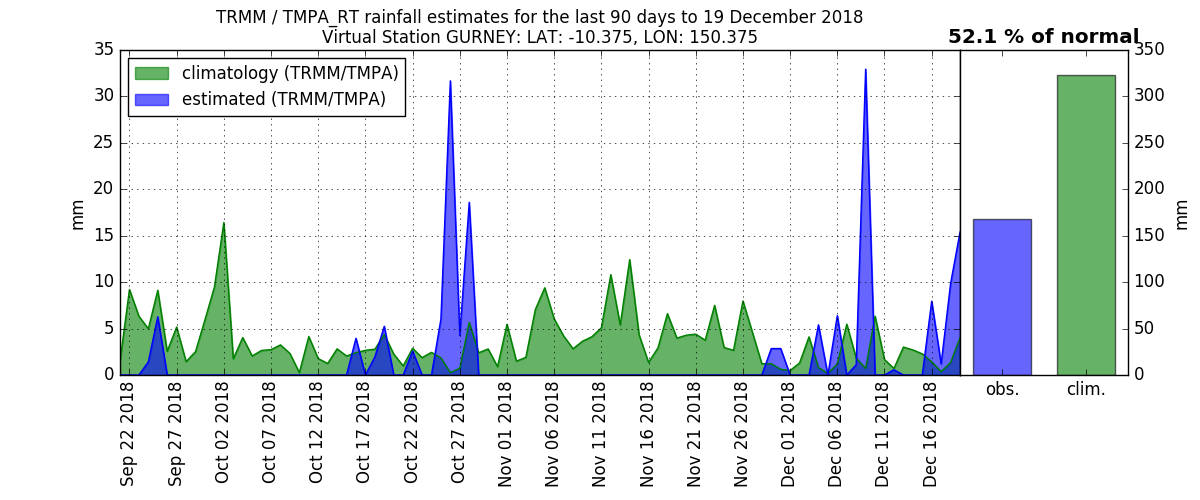 TRMM / TMPA_RT rainfall estimates for the last 90 days to 19 December 2018
Virtual Station GURNEY: LAT: -10.375, LON: 150.375
52.1 % of normal
climatology (TRMM/TMPA)
estimated (TRMM/TMPA)
35
30
25
20
15
10
5
0
mm
Sep 22 2018
Sep 27 2018
Oct 02 2018
Oct 07 2018
Oct 12 2018
Oct 17 2018
Oct 22 2018
Oct 27 2018
Nov 01 2018
Nov 06 2018
Nov 11 2018
Nov 16 2018
Nov 21 2018
Nov 26 2018
Dec 01 2018
Dec 06 2018
Dec 11 2018
Dec 16 2018
obs.
clim.
350
300
250
200
150
100
50
0
mm